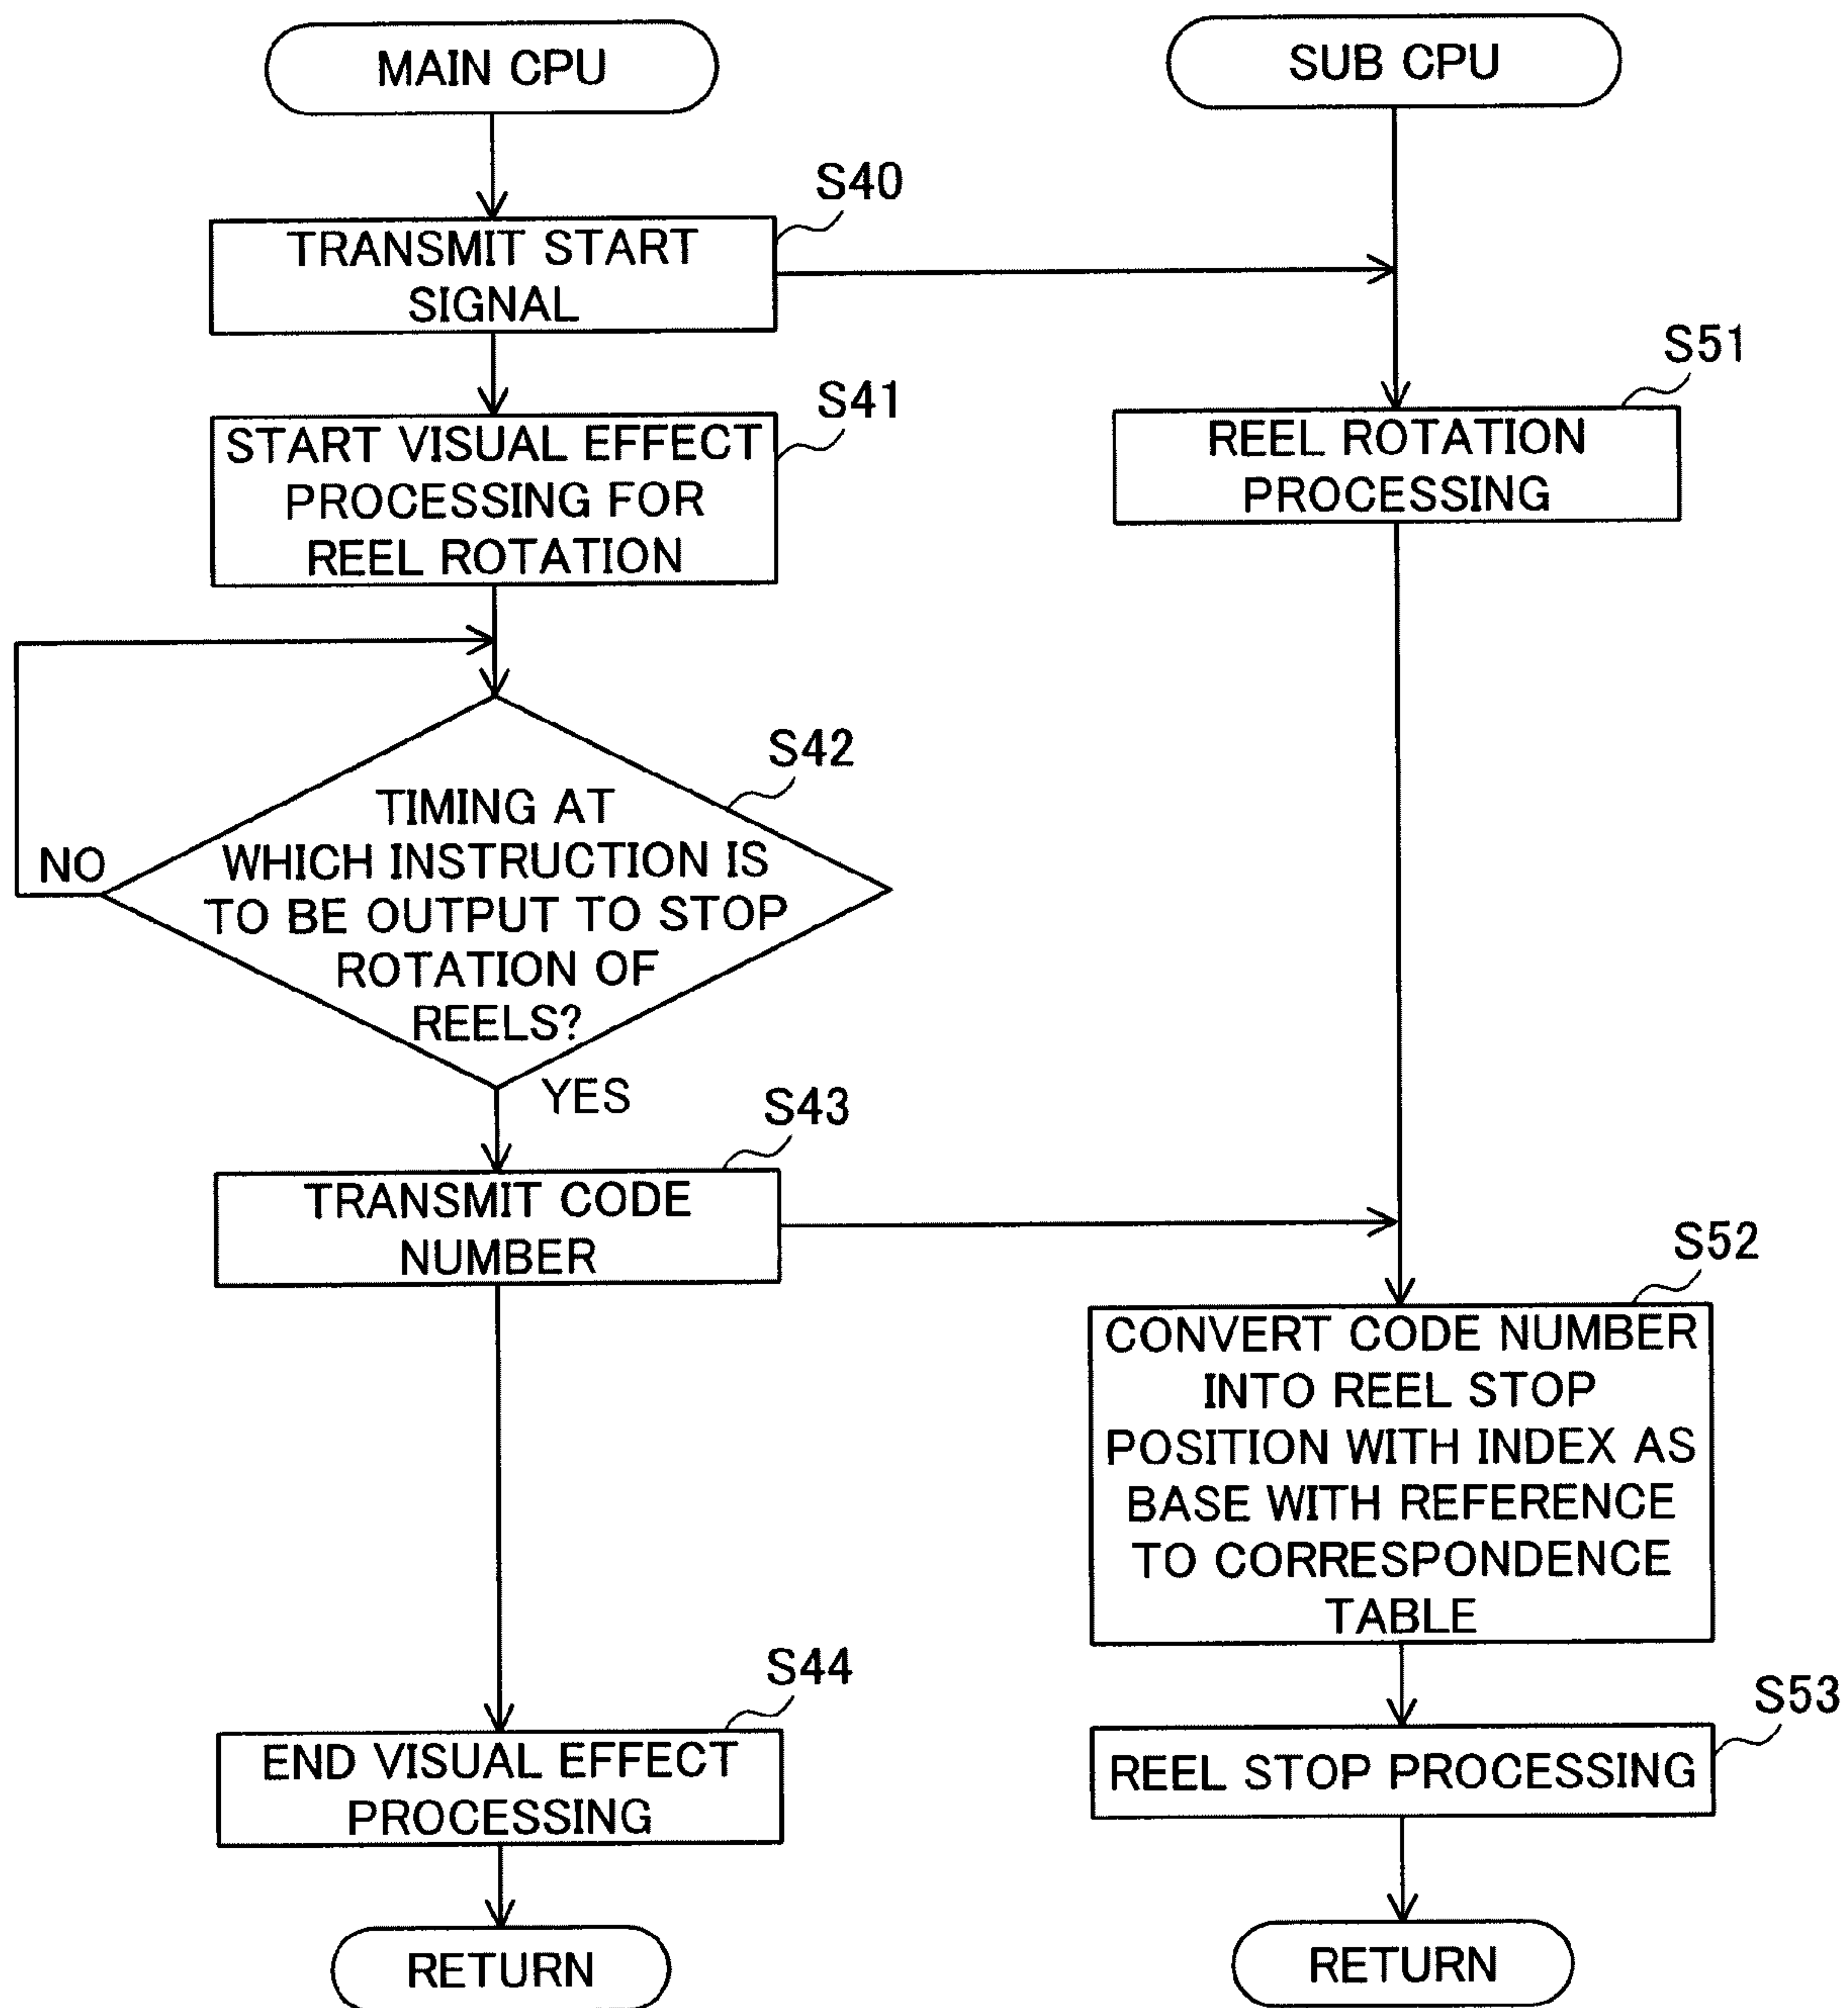 MAIN CPU
S40
TRANSMIT START
SIGNAL
S41
START VISUAL EFFECT
PROCESSING FOR
REEL ROTATION
S42
TIMING AT
WHICH INSTRUCTION IS
TO BE OUTPUT TO STOP
ROTATION OF
REELS?
NO
YES
S43
TRANSMIT CODE
NUMBER
S44
END VISUAL EFFECT
PROCESSING
RETURN
SUB CPU
S51
REEL ROTATION
PROCESSING
S52
CONVERT CODE NUMBER
INTO REEL STOP
POSITION WITH INDEX AS
BASE WITH REFERENCE
TO CORRESPONDENCE
TABLE
S53
REEL STOP PROCESSING
RETURN